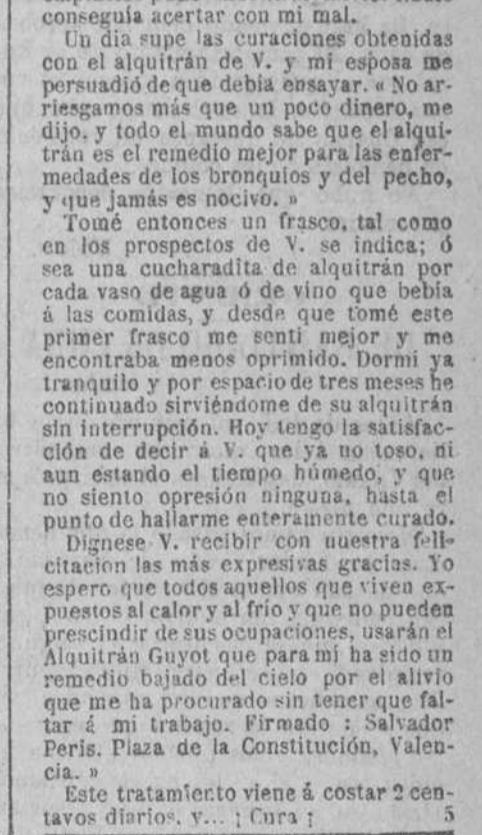 conseguía acertar con mi mal.
Un dia supe las curaciones obtenidas
con el alquitrán de V. y mi esposa me
persuadió de que debía ensayar. « No ar-
riesgamos más que un poco dinero, me
dijo, y todo el mundo sabe que el alqui-
trán es el remedio mejor para las enfer-
medades de los bronquios y del pecho,
y que jamás es nocivo. »
Tomé entonces un frasco, tal como
en los prospectos de V. se indica; ó
sea una cucharadita de alquitrán por
cada vaso de agua ó de vino que bebía
á las comidas, y desde que tomé este
primer frasco me sentí mejor y me
encontraba menos oprimido. Dormí ya
tranquilo y por espacio de tres meses he
continuado sirviéndome de su alquitrán
sin interrupción. Hoy tengo la satisfac-
ción de decir á V. que ya no toso, ni
aun estando el tiempo húmedo, y que
no siento opresión ninguna, hasta el
punto de hallarme enteramente curado.
Dígnese V. recibir con nuestra feli-
citacion las más expresivas gracias. Yo
espero que todos aquellos que viven ex-
puestos al calor y al frío y que no pueden
prescindir de sus ocupaciones, usarán el
Alquitrán Guyot que para mí ha sido un
remedio bajado del cielo por el alivio
que me ha procurado sin tener que fal-
tar á mi trabajo. Firmado : Salvador
Peris. Plaza de la Constitución, Valen-
cia. »
Este tratamiento viene á costar 2 cen-
tavos diarios, y... ¡ Cura ! 5